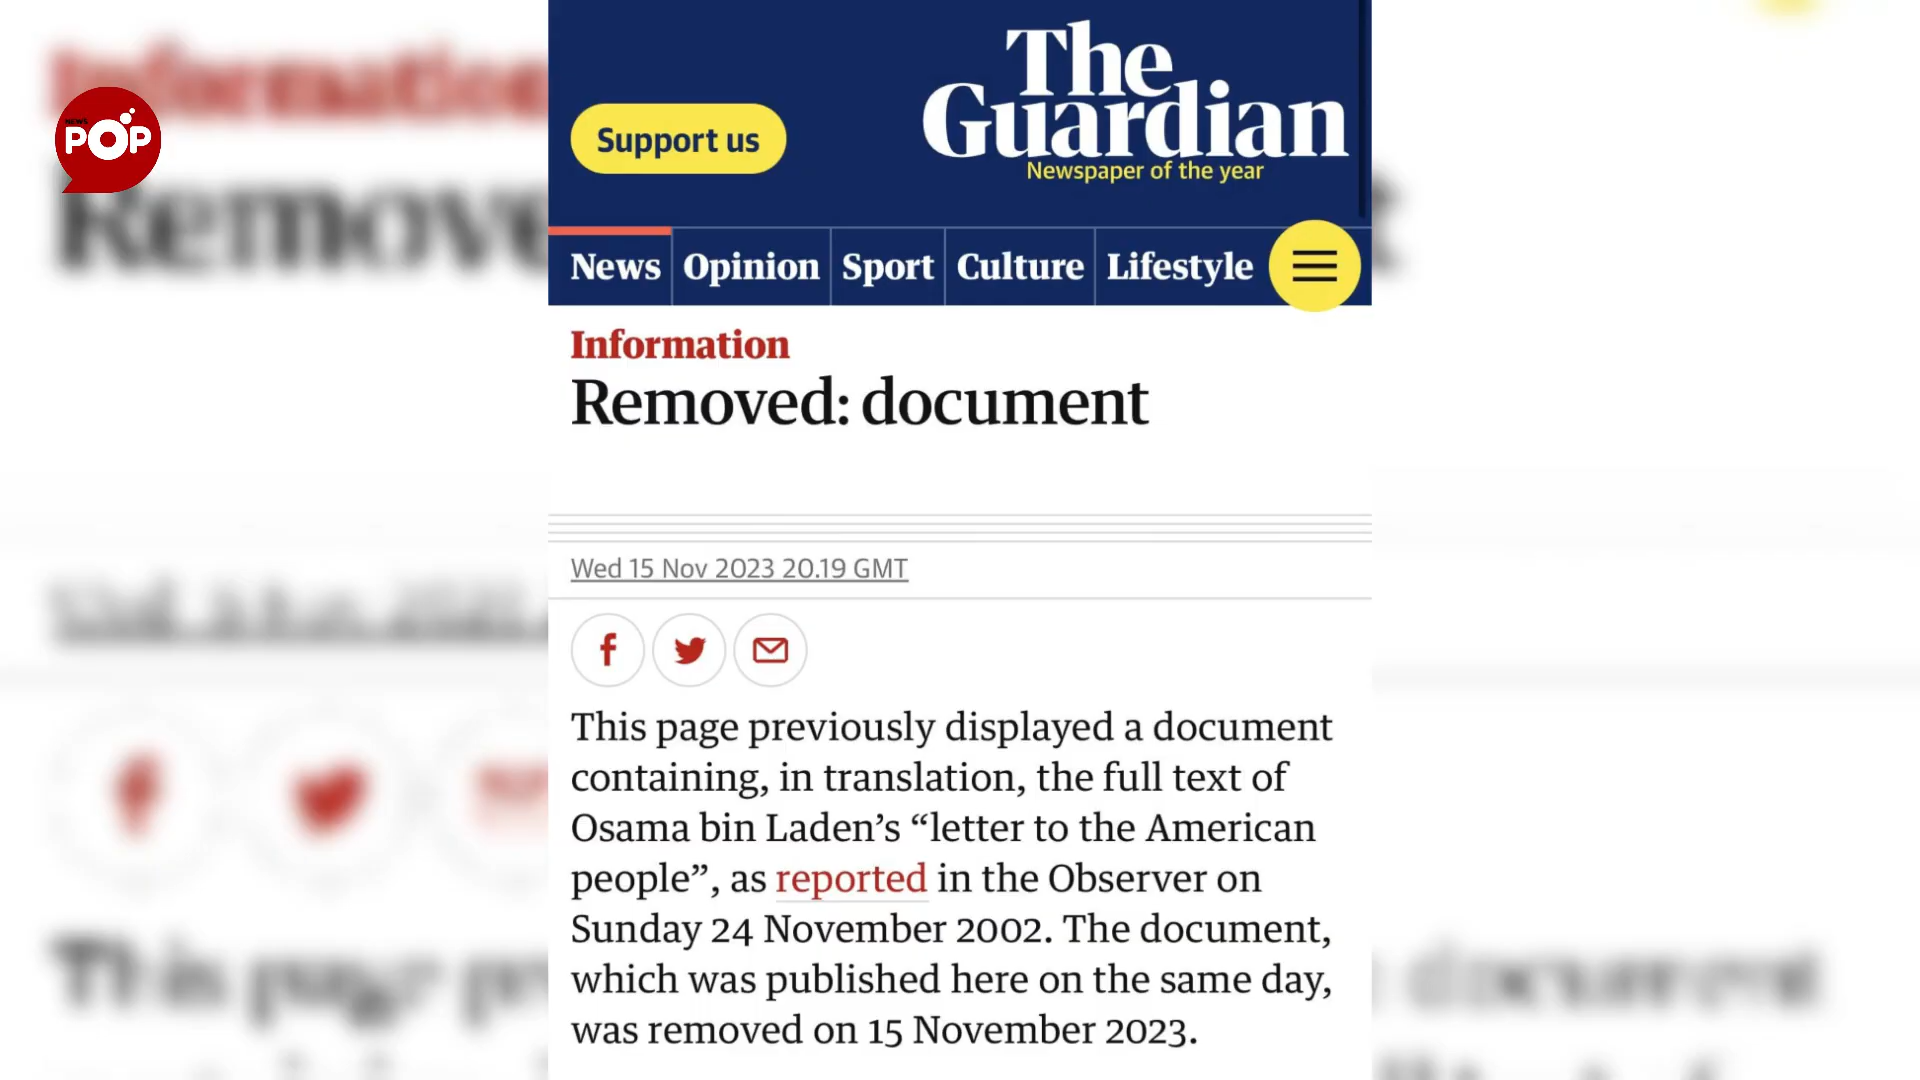 NEWS
POP
Support us
The
Guardian
Newspaper of the year
News Opinion Sport Culture Lifestyle
Information
Removed: document
Wed 15 Nov 2023 20.19 GMT
This page previously displayed a document
containing, in translation, the full text of
Osama bin Laden’s “letter to the American
people”, as reported in the Observer on
Sunday 24 November 2002. The document,
which was published here on the same day,
was removed on 15 November 2023.